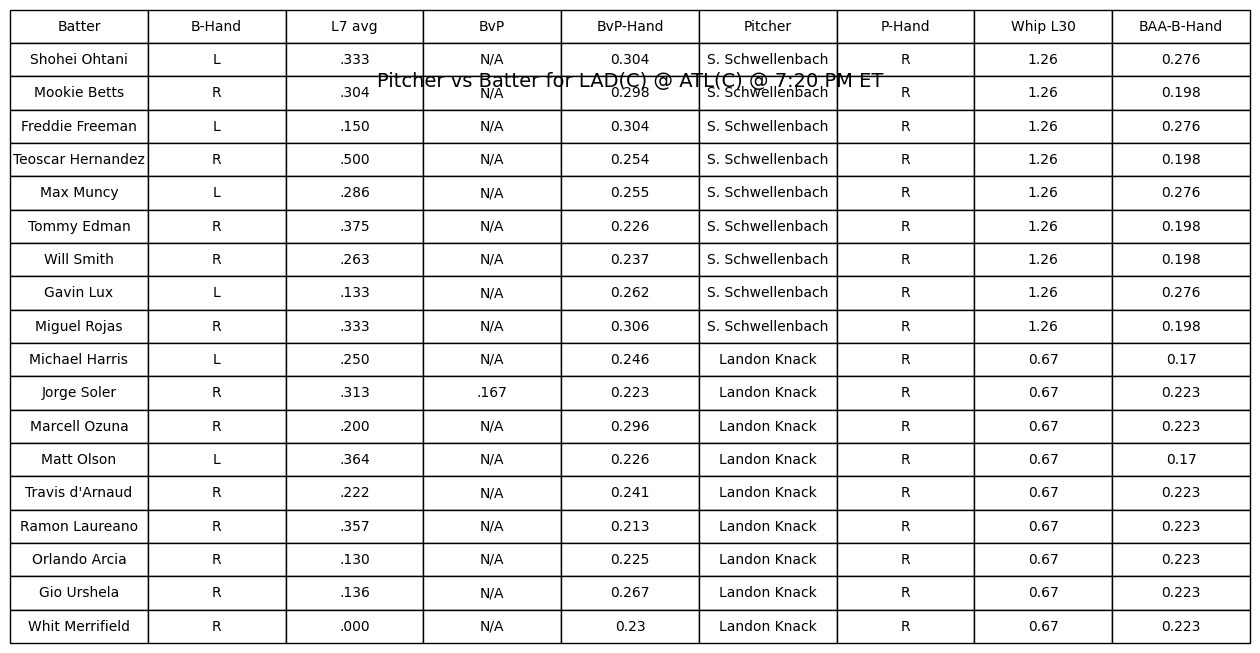 Batter B-Hand L7 avg BvP BvP-Hand Pitcher P-Hand Whip L30 BAA-B-Hand
Shohei Ohtani L .333 N/A 0.304 S. Schwellenbach R 1.26 0.276
Pitcher vs Batter for LAD(C) @ ATL(C) @ 7:20 PM ET
Mookie Betts R .304 N/A 0.298 S. Schwellenbach R 1.26 0.198
Freddie Freeman L .150 N/A 0.304 S. Schwellenbach R 1.26 0.276
Teoscar Hernandez R .500 N/A 0.254 S. Schwellenbach R 1.26 0.198
Max Muncy L .286 N/A 0.255 S. Schwellenbach R 1.26 0.276
Tommy Edman R .375 N/A 0.226 S. Schwellenbach R 1.26 0.198
Will Smith R .263 N/A 0.237 S. Schwellenbach R 1.26 0.198
Gavin Lux L .133 N/A 0.262 S. Schwellenbach R 1.26 0.276
Miguel Rojas R .333 N/A 0.306 S. Schwellenbach R 1.26 0.198
Michael Harris L .250 N/A 0.246 Landon Knack R 0.67 0.17
Jorge Soler R .313 .167 0.223 Landon Knack R 0.67 0.223
Marcell Ozuna R .200 N/A 0.296 Landon Knack R 0.67 0.223
Matt Olson L .364 N/A 0.226 Landon Knack R 0.67 0.17
Travis d'Arnaud R .222 N/A 0.241 Landon Knack R 0.67 0.223
Ramon Laureano R .357 N/A 0.213 Landon Knack R 0.67 0.223
Orlando Arcia R .130 N/A 0.225 Landon Knack R 0.67 0.223
Gio Urshela R .136 N/A 0.267 Landon Knack R 0.67 0.223
Whit Merrifield R .000 N/A 0.23 Landon Knack R 0.67 0.223